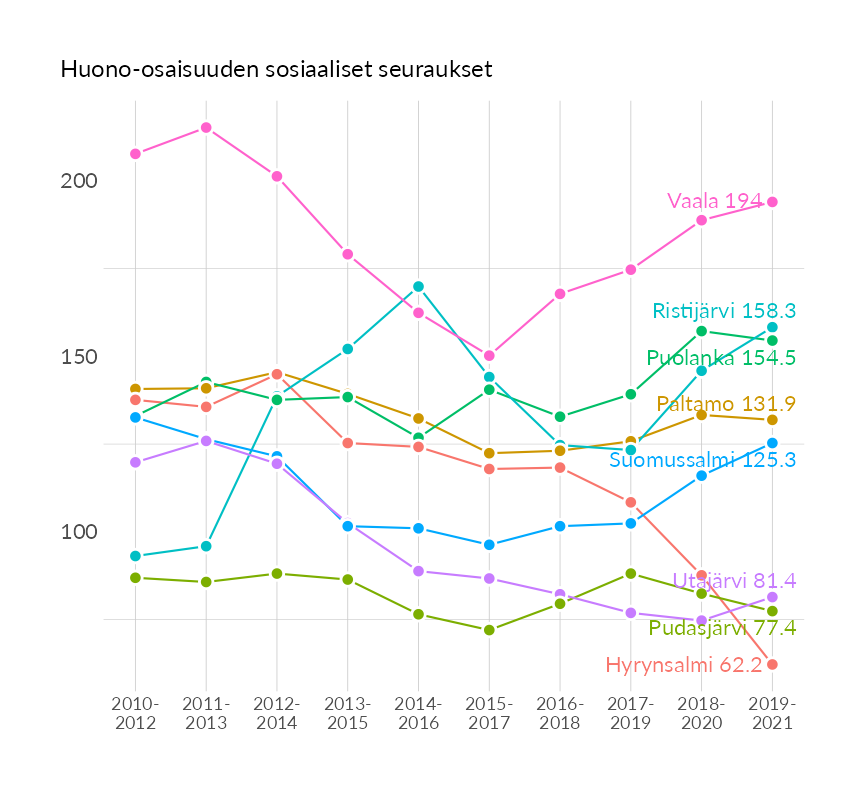 Huono-osaisuuden sosiaaliset seuraukset
200
Vaala 194
Ristijärvi 158.3
150
Puolanka 154.5
Paltamo 131.9
Suomussalmi 125.3
100
Utajärvi 81.4
Pudasjärvi 77.4
Hyrynsalmi 62.2
2010- 2011- 2012- 2013- 2014- 2015- 2016- 2017- 2018- 2019-
2012 2013 2014 2015 2016 2017 2018 2019 2020 2021